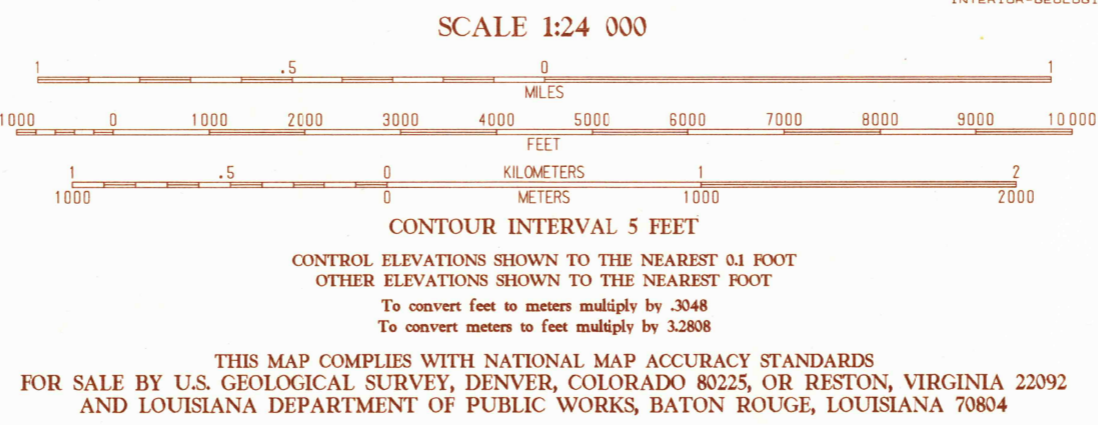 INTERIOR-GEOLOGI
SCALE 1:24 000
1 .5 0 1
MILES
1000 0 1000 2000 3000 4000 5000 6000 7000 8000 9000 10 000
FEET
1 .5 0 KILOMETERS 1 2
1000 0 METERS 1000 2000
CONTOUR INTERVAL 5 FEET
CONTROL ELEVATIONS SHOWN TO THE NEAREST 0.1 FOOT
OTHER ELEVATIONS SHOWN TO THE NEAREST FOOT
To convert feet to meters multiply by .3048
To convert meters to feet multiply by 3.2808
THIS MAP COMPLIES WITH NATIONAL MAP ACCURACY STANDARDS
FOR SALE BY U.S. GEOLOGICAL SURVEY, DENVER, COLORADO 80225, OR RESTON, VIRGINIA 22092
AND LOUISIANA DEPARTMENT OF PUBLIC WORKS, BATON ROUGE, LOUISIANA 70804